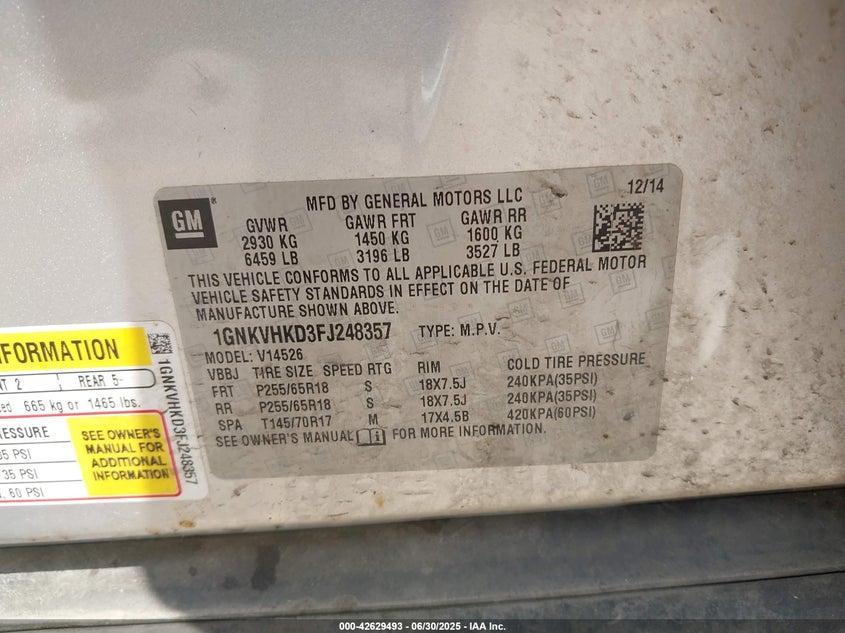 GM
®
MFD BY GENERAL MOTORS LLC
12/14
GVWR GAWR FRT GAWR RR
2930 KG 1450 KG 1600 KG
6459 LB 3196 LB 3527 LB
THIS VEHICLE CONFORMS TO ALL APPLICABLE U.S. FEDERAL MOTOR
VEHICLE SAFETY STANDARDS IN EFFECT ON THE DATE OF
MANUFACTURE SHOWN ABOVE.
1GNKVHKD3FJ248357 TYPE: M.P.V.
MODEL: V14526
VBBJ TIRE SIZE SPEED RTG RIM COLD TIRE PRESSURE
FRT P255/65R18 S 18X7.5J 240KPA(35PSI)
RR P255/65R18 S 18X7.5J 240KPA(35PSI)
SPA T145/70R17 M 17X4.5B 420KPA(60PSI)
SEE OWNER'S MANUAL FOR MORE INFORMATION.
FORMATION
NT 2 REAR 5
ed 665 kg or 1465 lbs.
ESSURE
35 PSI
35 PSI
, 60 PSI
SEE OWNER'S
MANUAL FOR
ADDITIONAL
INFORMATION
1GNKVHKD3FJ248357
000-42629493 - 06/30/2025 - IAA Inc.